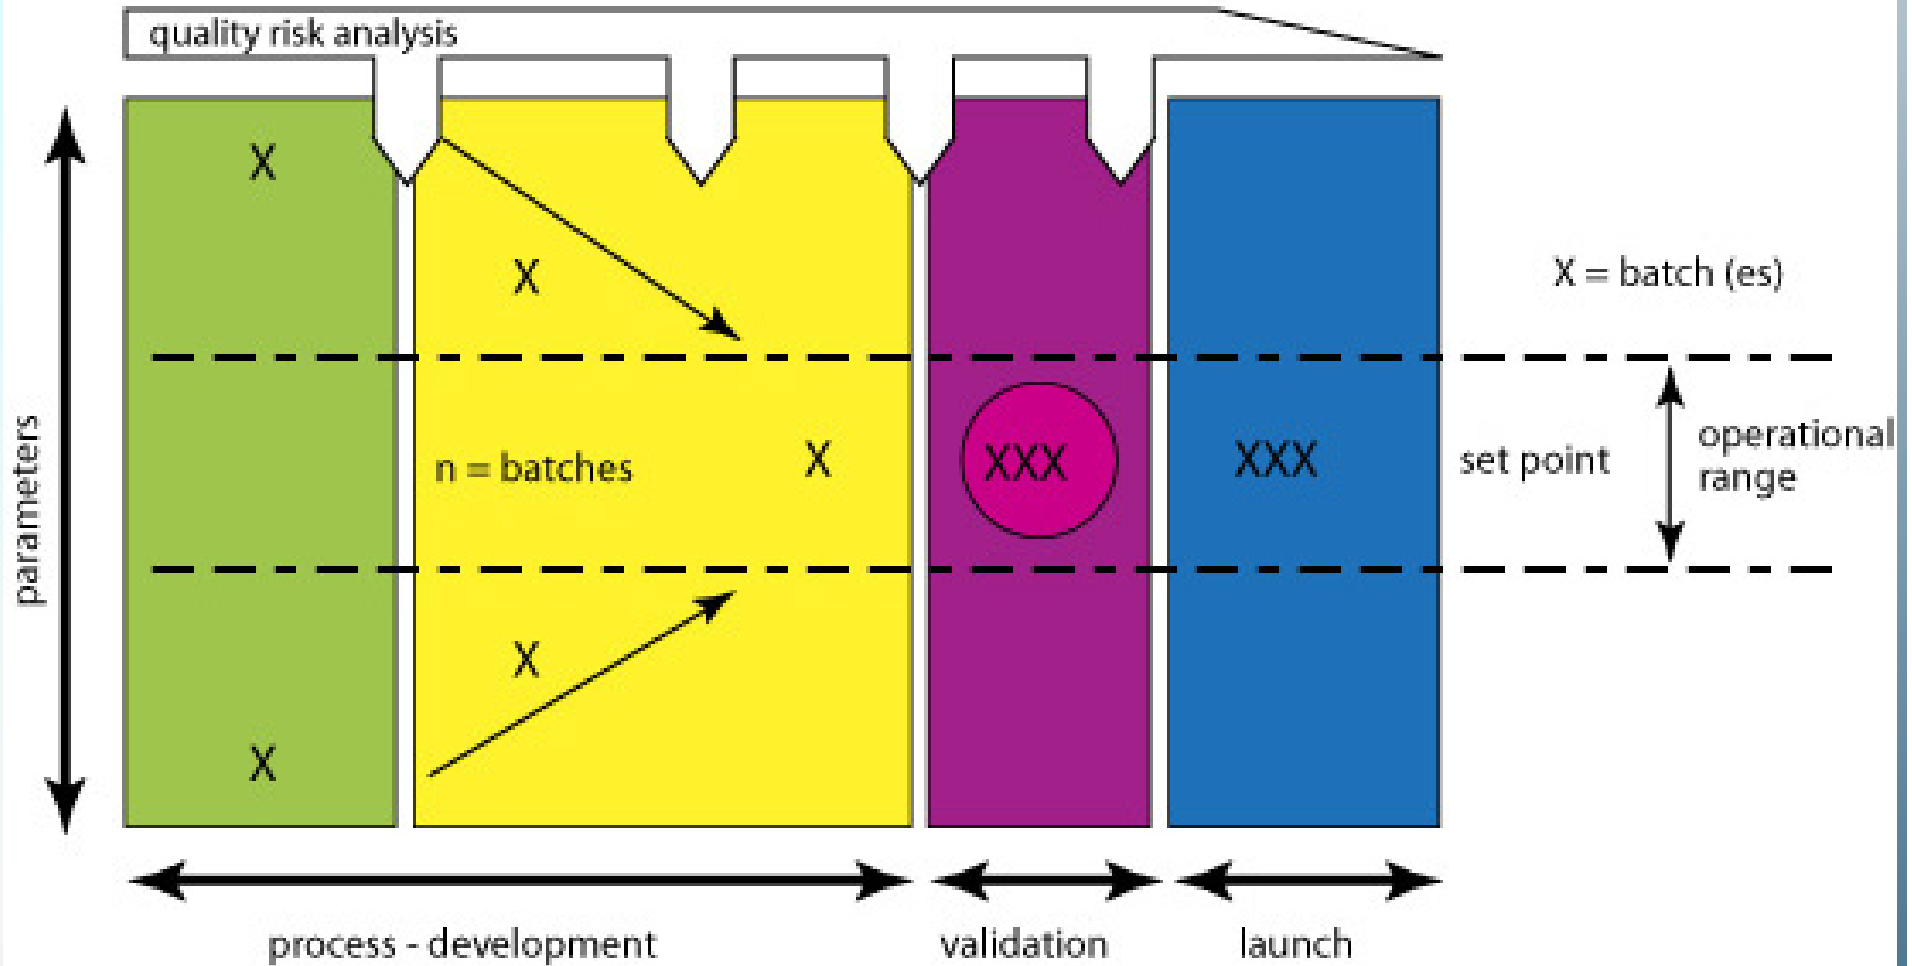 quality risk analysis
X
X
X = batch (es)
parameters
n = batches
X
XXX
XXX
set point
operational
range
X
X
process - development
validation
launch